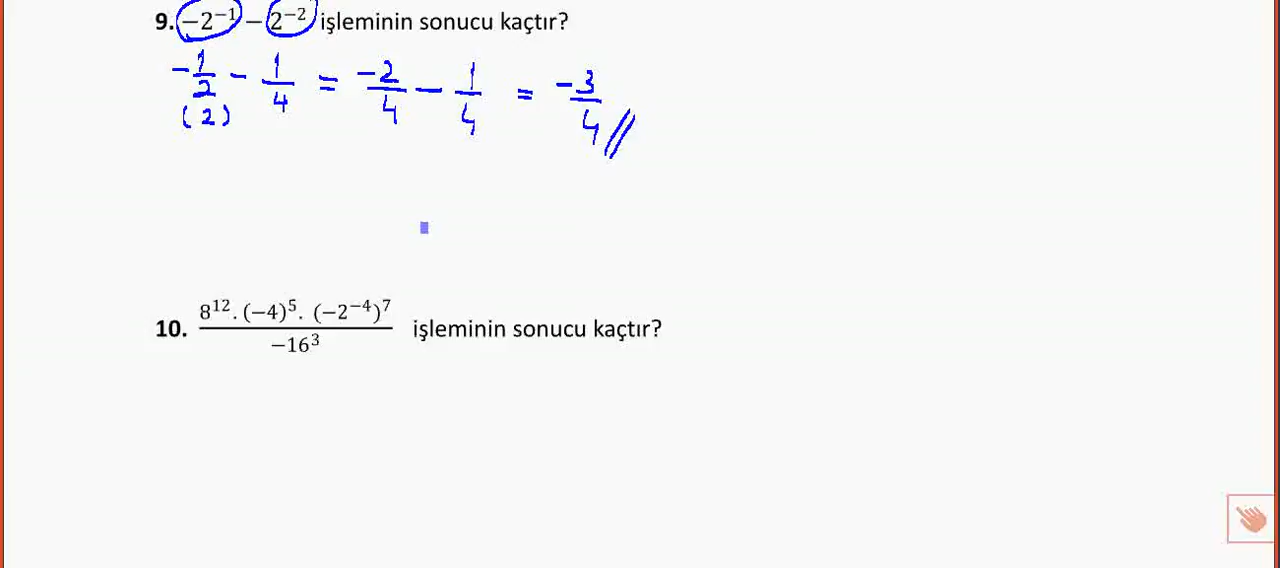 9. −2⁻¹ − 2⁻² işleminin sonucu kaçtır?
-1/2 - 1/4 = -2/4 - 1/4 = -3/4 //
(2)
10. 8¹².(−4)⁵. (−2⁻⁴)⁷ / −16³ işleminin sonucu kaçtır?